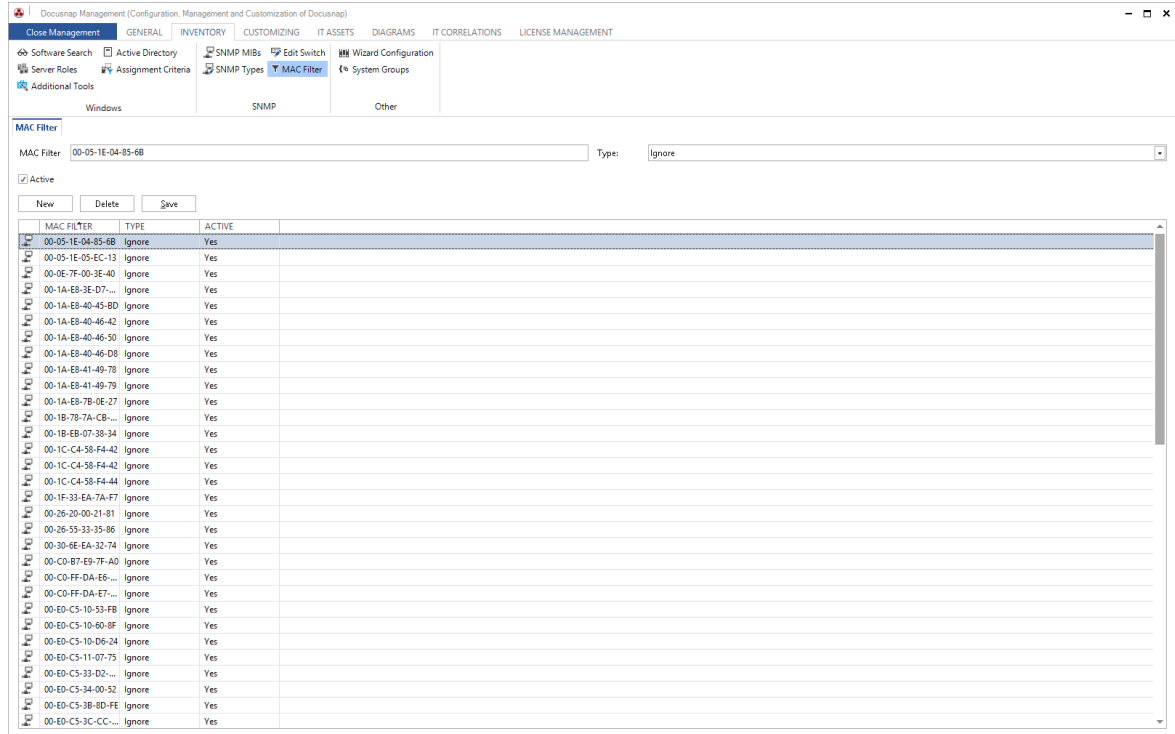 Docusnap Management (Configuration, Management and Customization of Docusnap)
Close Management GENERAL INVENTORY CUSTOMIZING IT ASSETS DIAGRAMS IT CORRELATIONS LICENSE MANAGEMENT
Software Search Active Directory SNMP MIBs Edit Switch Wizard Configuration
Server Roles Assignment Criteria SNMP Types MAC Filter System Groups
Additional Tools
Windows SNMP Other
MAC Filter
MAC Filter 00-05-1E-04-85-6B Type: Ignore
Active
New Delete Save
MAC FILTER TYPE ACTIVE
00-05-1E-04-85-6B Ignore Yes
00-05-1E-05-EC-13 Ignore Yes
00-0E-7F-00-3E-40 Ignore Yes
00-1A-E8-3E-D7-... Ignore Yes
00-1A-E8-40-45-BD Ignore Yes
00-1A-E8-40-46-42 Ignore Yes
00-1A-E8-40-46-50 Ignore Yes
00-1A-E8-40-46-D8 Ignore Yes
00-1A-E8-41-49-78 Ignore Yes
00-1A-E8-41-49-79 Ignore Yes
00-1A-E8-7B-0E-27 Ignore Yes
00-1B-78-7A-CB-... Ignore Yes
00-1B-EB-07-38-34 Ignore Yes
00-1C-C4-58-F4-42 Ignore Yes
00-1C-C4-58-F4-42 Ignore Yes
00-1C-C4-58-F4-44 Ignore Yes
00-1F-33-EA-7A-F7 Ignore Yes
00-26-20-00-21-81 Ignore Yes
00-26-55-33-35-86 Ignore Yes
00-30-6E-EA-32-74 Ignore Yes
00-C0-B7-E9-7F-A0 Ignore Yes
00-C0-FF-DA-E6-... Ignore Yes
00-C0-FF-DA-E7-... Ignore Yes
00-E0-C5-10-53-FB Ignore Yes
00-E0-C5-10-60-8F Ignore Yes
00-E0-C5-10-D6-24 Ignore Yes
00-E0-C5-11-07-75 Ignore Yes
00-E0-C5-33-D2-... Ignore Yes
00-E0-C5-34-00-52 Ignore Yes
00-E0-C5-3B-8D-FE Ignore Yes
00-E0-C5-3C-CC-... Ignore Yes